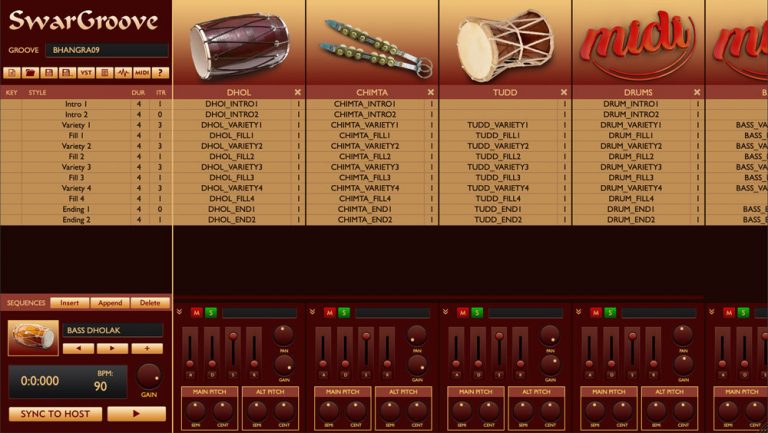 SwarGroove
GROOVE BHANGRA09
VST MIDI ?
KEY STYLE DUR ITR
DHOL CHIMTA TUDD DRUMS
midi
Intro 1 4 1 DHOL_INTRO1 1 CHIMTA_INTRO1 1 DRUM_INTRO1 1
Intro 2 4 0 DHOL_INTRO2 1 CHIMTA_INTRO2 1 DRUM_INTRO2 1
Variety 1 4 3 DHOL_VARIETY1 1 CHIMTA_VARIETY1 1 TUDD_VARIETY1 1 DRUM_VARIETY1 1 BASS_VA
Fill 1 4 1 DHOL_FILL1 1 CHIMTA_FILL1 1 TUDD_FILL1 1 DRUM_FILL1 1 BASS_
Variety 2 4 3 DHOL_VARIETY2 1 CHIMTA_VARIETY2 1 TUDD_VARIETY2 1 DRUM_VARIETY2 1 BASS_VA
Fill 2 4 1 DHOL_FILL2 1 CHIMTA_FILL2 1 TUDD_FILL2 1 DRUM_FILL2 1 BASS_
Variety 3 4 3 DHOL_VARIETY3 1 CHIMTA_VARIETY3 1 TUDD_VARIETY3 1 DRUM_VARIETY3 1 BASS_VA
Fill 3 4 1 DHOL_FILL3 1 CHIMTA_FILL3 1 TUDD_FILL3 1 DRUM_FILL3 1 BASS_
Variety 4 4 3 DHOL_VARIETY4 1 CHIMTA_VARIETY4 1 TUDD_VARIETY4 1 DRUM_VARIETY4 1 BASS_VA
Fill 4 4 1 DHOL_FILL4 1 CHIMTA_FILL4 1 TUDD_FILL4 1 DRUM_FILL4 1 BASS_
Ending 1 4 0 DHOL_END1 1 CHIMTA_END1 1 TUDD_END1 1 DRUM_END1 1 BASS_E
Ending 2 4 1 DHOL_END2 1 CHIMTA_END2 1 TUDD_END2 1 DRUM_END2 1 BASS_E
SEQUENCES Insert Append Delete
M S M S M S M S M S
BASS DHOLAK
PAN PAN PAN PAN
A D S R A D S R A D S R A D S R A D
GAIN GAIN GAIN GAIN
0:0:000 BPM: 90 GAIN
MAIN PITCH ALT PITCH MAIN PITCH ALT PITCH MAIN PITCH ALT PITCH MAIN PITCH ALT PITCH MAIN PITCH
SYNC TO HOST
SEMI CENT SEMI CENT SEMI CENT SEMI CENT SEMI CENT SEMI CENT SEMI CENT SEMI CENT SEMI CENT